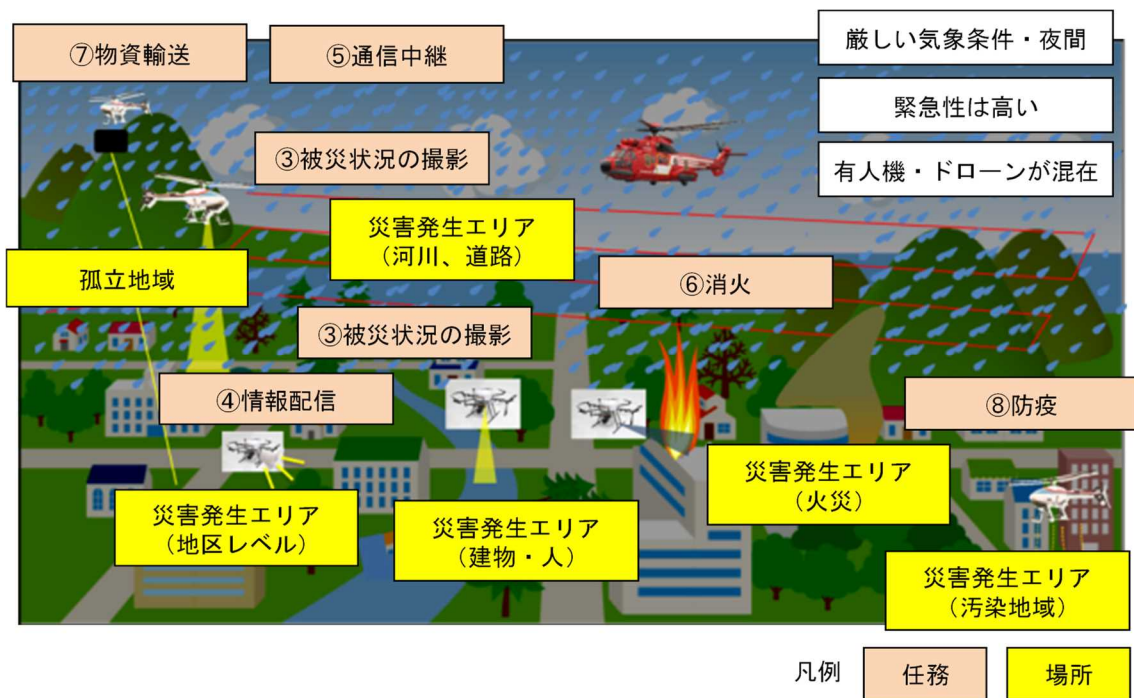 ⑦物資輸送
⑤通信中継
厳しい気象条件・夜間
緊急性は高い
③被災状況の撮影
有人機・ドローンが混在
災害発生エリア
（河川、道路）
孤立地域
⑥消火
③被災状況の撮影
④情報配信
⑧防疫
災害発生エリア
（火災）
災害発生エリア
（地区レベル）
災害発生エリア
（建物・人）
災害発生エリア
（汚染地域）
凡例
任務
場所